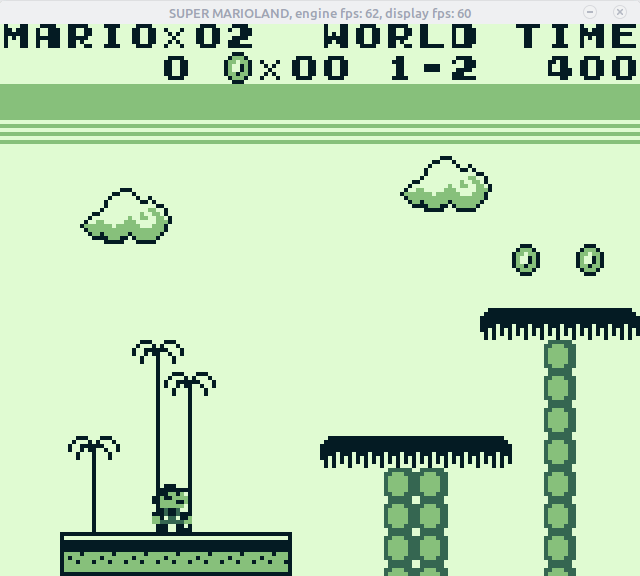 SUPER MARIOLAND, engine fps: 62, display fps: 60
MARIO×02 WORLD TIME
0 ×00 1-2 400